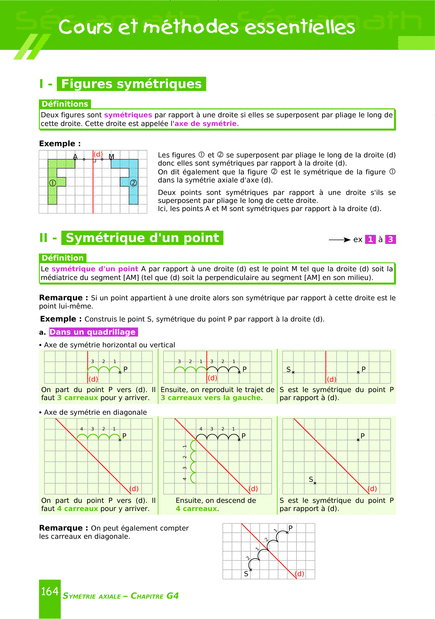 Cours et méthodes essentielles
I - Figures symétriques
Définitions
Deux figures sont symétriques par rapport à une droite si elles se superposent par pliage le long de
cette droite. Cette droite est appelée l'axe de symétrie.
Exemple :
A (d) M
① ②
Les figures ① et ② se superposent par pliage le long de la droite (d)
donc elles sont symétriques par rapport à la droite (d).
On dit également que la figure ② est le symétrique de la figure ①
dans la symétrie axiale d'axe (d).
Deux points sont symétriques par rapport à une droite s'ils se
superposent par pliage le long de cette droite.
Ici, les points A et M sont symétriques par rapport à la droite (d).
II - Symétrique d'un point
ex 1 à 3
Définition
Le symétrique d'un point A par rapport à une droite (d) est le point M tel que la droite (d) soit la
médiatrice du segment [AM] (tel que (d) soit la perpendiculaire au segment [AM] en son milieu).
Remarque : Si un point appartient à une droite alors son symétrique par rapport à cette droite est le
point lui-même.
Exemple : Construis le point S, symétrique du point P par rapport à la droite (d).
a. Dans un quadrillage
• Axe de symétrie horizontal ou vertical
3 2 1
P
(d)
3 2 1 3 2 1
P
(d)
S P
(d)
On part du point P vers (d). Il
faut 3 carreaux pour y arriver.
Ensuite, on reproduit le trajet de
3 carreaux vers la gauche.
S est le symétrique du point P
par rapport à (d).
• Axe de symétrie en diagonale
4 3 2 1
P
(d)
4 3 2 1
P
1
2
3
4
(d)
P
S
(d)
On part du point P vers (d). Il
faut 4 carreaux pour y arriver.
Ensuite, on descend de
4 carreaux.
S est le symétrique du point P
par rapport à (d).
Remarque : On peut également compter
les carreaux en diagonale.
P
S
(d)
164 SYMÉTRIE AXIALE – CHAPITRE G4